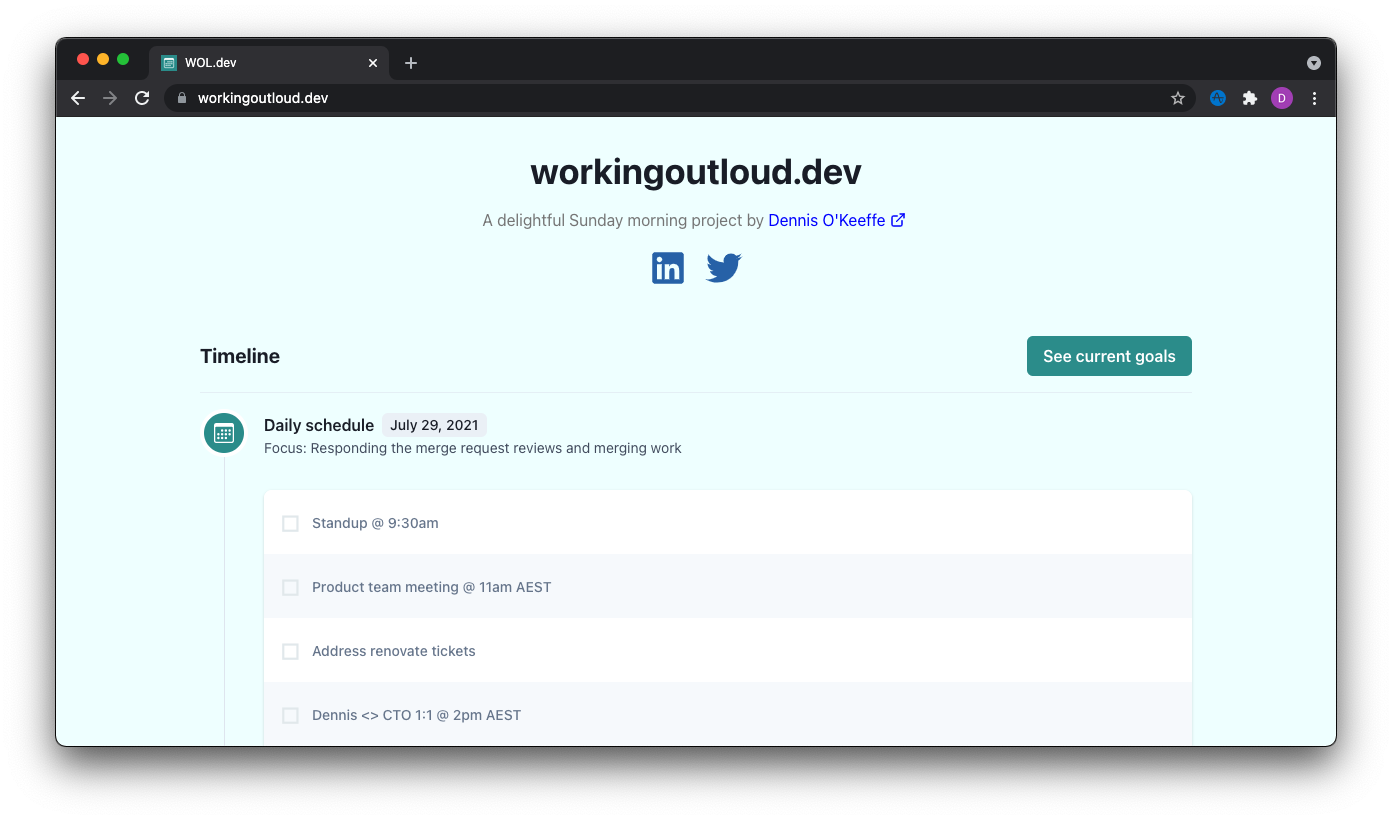 WOL.dev
workingoutloud.dev
D
workingoutloud.dev
A delightful Sunday morning project by Dennis O'Keeffe
in
Timeline
See current goals
Daily schedule July 29, 2021
Focus: Responding the merge request reviews and merging work
Standup @ 9:30am
Product team meeting @ 11am AEST
Address renovate tickets
Dennis <> CTO 1:1 @ 2pm AEST